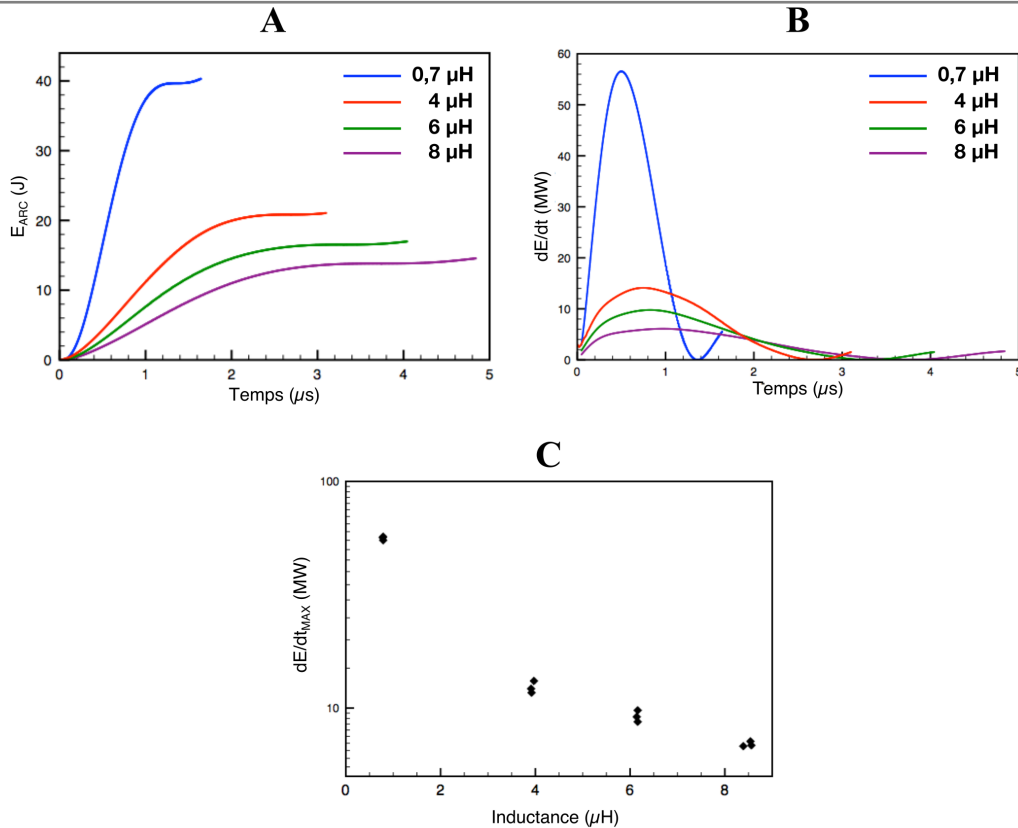 A
B
40
30
20
10
0
0
1
2
3
4
5
E_ARC (J)
Temps (µs)
0,7 µH
4 µH
6 µH
8 µH
60
50
40
30
20
10
0
0
1
2
3
4
5
dE/dt (MW)
Temps (µs)
0,7 µH
4 µH
6 µH
8 µH
C
100
10
0
2
4
6
8
dE/dt_MAX (MW)
Inductance (µH)